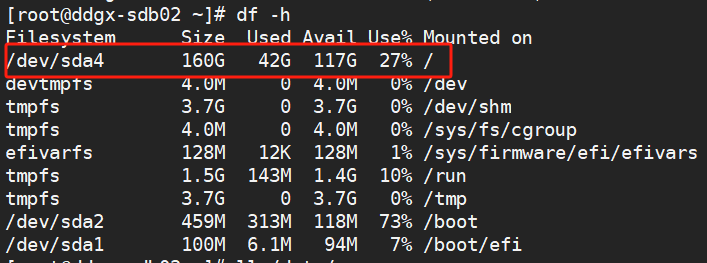 [root@ddgx-sdb02 ~]# df -h
Filesystem      Size  Used Avail Use% Mounted on
/dev/sda4       160G   42G  117G  27% /
devtmpfs        4.0M     0  4.0M   0% /dev
tmpfs           3.7G     0  3.7G   0% /dev/shm
tmpfs           4.0M     0  4.0M   0% /sys/fs/cgroup
efivarfs        128M   12K  128M   1% /sys/firmware/efi/efivars
tmpfs           1.5G  143M  1.4G  10% /run
tmpfs           3.7G     0  3.7G   0% /tmp
/dev/sda2       459M  313M  118M  73% /boot
/dev/sda1       100M  6.1M   94M   7% /boot/efi